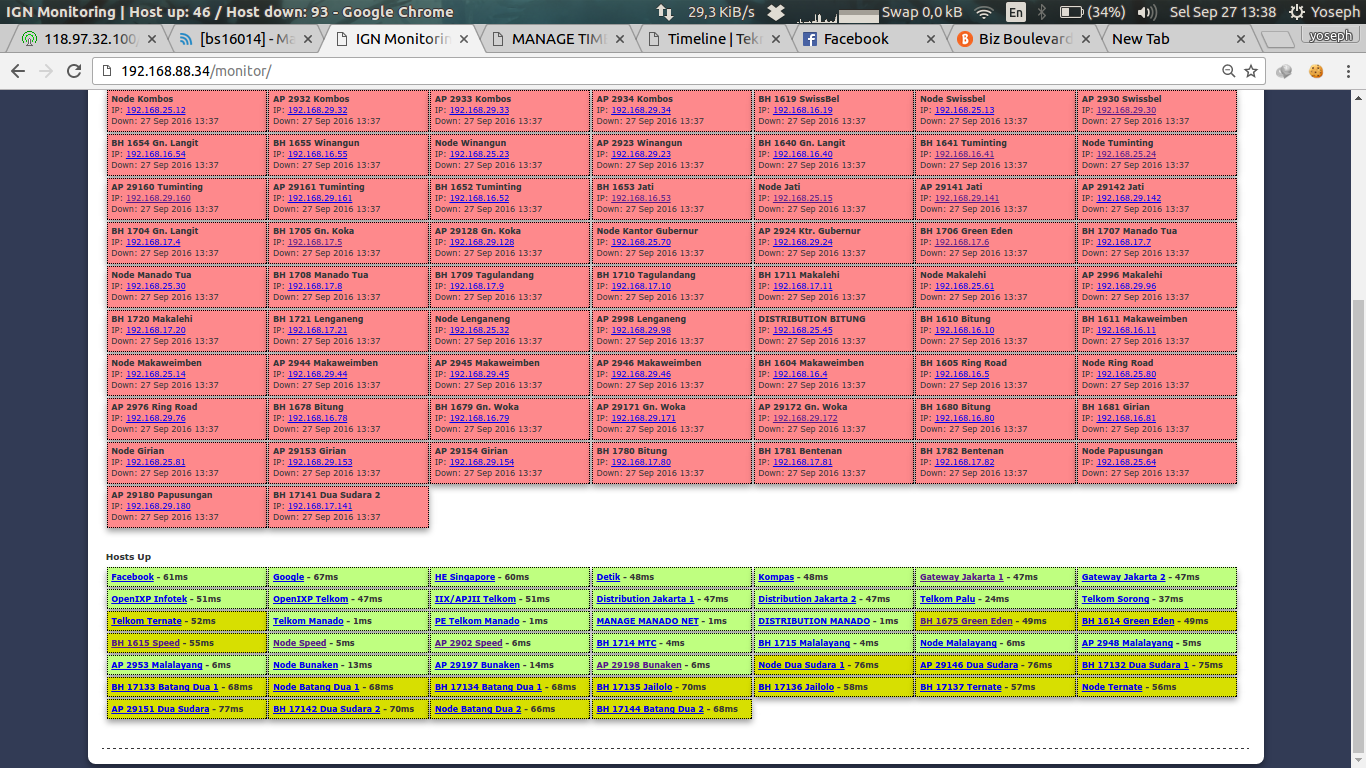 IGN Monitoring | Host up: 46 / Host down: 93 - Google Chrome 29,3 KiB/s Swap 0,0 kB En (34%) Sel Sep 27 13:38 Yoseph
118.97.32.100 [bs16014] - Ma IGN Monitorin MANAGE TIM Timeline | Tek Facebook Biz Boulevard New Tab yoseph
192.168.88.34/monitor/
Node Kombos AP 2932 Kombos AP 2933 Kombos AP 2934 Kombos BH 1619 SwissBel Node Swissbel AP 2930 Swissbel
IP: 192.168.25.12 IP: 192.168.29.32 IP: 192.168.29.33 IP: 192.168.29.34 IP: 192.168.16.19 IP: 192.168.25.13 IP: 192.168.29.30
Down: 27 Sep 2016 13:37 Down: 27 Sep 2016 13:37 Down: 27 Sep 2016 13:37 Down: 27 Sep 2016 13:37 Down: 27 Sep 2016 13:37 Down: 27 Sep 2016 13:37 Down: 27 Sep 2016 13:37
BH 1654 Gn. Langit BH 1655 Winangun Node Winangun AP 2923 Winangun BH 1640 Gn. Langit BH 1641 Tuminting Node Tuminting
IP: 192.168.16.54 IP: 192.168.16.55 IP: 192.168.25.23 IP: 192.168.29.23 IP: 192.168.16.40 IP: 192.168.16.41 IP: 192.168.25.24
Down: 27 Sep 2016 13:37 Down: 27 Sep 2016 13:37 Down: 27 Sep 2016 13:37 Down: 27 Sep 2016 13:37 Down: 27 Sep 2016 13:37 Down: 27 Sep 2016 13:37 Down: 27 Sep 2016 13:37
AP 29160 Tuminting AP 29161 Tuminting BH 1652 Tuminting BH 1653 Jati Node Jati AP 29141 Jati AP 29142 Jati
IP: 192.168.29.160 IP: 192.168.29.161 IP: 192.168.16.52 IP: 192.168.16.53 IP: 192.168.25.15 IP: 192.168.29.141 IP: 192.168.29.142
Down: 27 Sep 2016 13:37 Down: 27 Sep 2016 13:37 Down: 27 Sep 2016 13:37 Down: 27 Sep 2016 13:37 Down: 27 Sep 2016 13:37 Down: 27 Sep 2016 13:37 Down: 27 Sep 2016 13:37
BH 1704 Gn. Langit BH 1705 Gn. Koka AP 29128 Gn. Koka Node Kantor Gubernur AP 2924 Ktr. Gubernur BH 1706 Green Eden BH 1707 Manado Tua
IP: 192.168.17.4 IP: 192.168.17.5 IP: 192.168.29.128 IP: 192.168.25.70 IP: 192.168.29.24 IP: 192.168.17.6 IP: 192.168.17.7
Down: 27 Sep 2016 13:37 Down: 27 Sep 2016 13:37 Down: 27 Sep 2016 13:37 Down: 27 Sep 2016 13:37 Down: 27 Sep 2016 13:37 Down: 27 Sep 2016 13:37 Down: 27 Sep 2016 13:37
Node Manado Tua BH 1708 Manado Tua BH 1709 Tagulandang BH 1710 Tagulandang BH 1711 Makalehi Node Makalehi AP 2996 Makalehi
IP: 192.168.25.30 IP: 192.168.17.8 IP: 192.168.17.9 IP: 192.168.17.10 IP: 192.168.17.11 IP: 192.168.25.61 IP: 192.168.29.96
Down: 27 Sep 2016 13:37 Down: 27 Sep 2016 13:37 Down: 27 Sep 2016 13:37 Down: 27 Sep 2016 13:37 Down: 27 Sep 2016 13:37 Down: 27 Sep 2016 13:37 Down: 27 Sep 2016 13:37
BH 1720 Makalehi BH 1721 Lenganeng Node Lenganeng AP 2998 Lenganeng DISTRIBUTION BITUNG BH 1610 Bitung BH 1611 Makaweimben
IP: 192.168.17.20 IP: 192.168.17.21 IP: 192.168.25.32 IP: 192.168.29.98 IP: 192.168.25.45 IP: 192.168.16.10 IP: 192.168.16.11
Down: 27 Sep 2016 13:37 Down: 27 Sep 2016 13:37 Down: 27 Sep 2016 13:37 Down: 27 Sep 2016 13:37 Down: 27 Sep 2016 13:37 Down: 27 Sep 2016 13:37 Down: 27 Sep 2016 13:37
Node Makaweimben AP 2944 Makaweimben AP 2945 Makaweimben AP 2946 Makaweimben BH 1604 Makaweimben BH 1605 Ring Road Node Ring Road
IP: 192.168.25.14 IP: 192.168.29.44 IP: 192.168.29.45 IP: 192.168.29.46 IP: 192.168.16.4 IP: 192.168.16.5 IP: 192.168.25.80
Down: 27 Sep 2016 13:37 Down: 27 Sep 2016 13:37 Down: 27 Sep 2016 13:37 Down: 27 Sep 2016 13:37 Down: 27 Sep 2016 13:37 Down: 27 Sep 2016 13:37 Down: 27 Sep 2016 13:37
AP 2976 Ring Road BH 1678 Bitung BH 1679 Gn. Woka AP 29171 Gn. Woka AP 29172 Gn. Woka BH 1680 Bitung BH 1681 Girian
IP: 192.168.29.76 IP: 192.168.16.78 IP: 192.168.16.79 IP: 192.168.29.171 IP: 192.168.29.172 IP: 192.168.16.80 IP: 192.168.16.81
Down: 27 Sep 2016 13:37 Down: 27 Sep 2016 13:37 Down: 27 Sep 2016 13:37 Down: 27 Sep 2016 13:37 Down: 27 Sep 2016 13:37 Down: 27 Sep 2016 13:37 Down: 27 Sep 2016 13:37
Node Girian AP 29153 Girian AP 29154 Girian BH 1780 Bitung BH 1781 Bentenan BH 1782 Bentenan Node Papusungan
IP: 192.168.25.81 IP: 192.168.29.153 IP: 192.168.29.154 IP: 192.168.17.80 IP: 192.168.17.81 IP: 192.168.17.82 IP: 192.168.25.64
Down: 27 Sep 2016 13:37 Down: 27 Sep 2016 13:37 Down: 27 Sep 2016 13:37 Down: 27 Sep 2016 13:37 Down: 27 Sep 2016 13:37 Down: 27 Sep 2016 13:37 Down: 27 Sep 2016 13:37
AP 29180 Papusungan BH 17141 Dua Sudara 2
IP: 192.168.29.180 IP: 192.168.17.141
Down: 27 Sep 2016 13:37 Down: 27 Sep 2016 13:37
Hosts Up
Facebook - 61ms Google - 67ms HE Singapore - 60ms Detik - 48ms Kompas - 48ms Gateway Jakarta 1 - 47ms Gateway Jakarta 2 - 47ms
OpenIXP Infotek - 51ms OpenIXP Telkom - 47ms IIX/APJII Telkom - 51ms Distribution Jakarta 1 - 47ms Distribution Jakarta 2 - 47ms Telkom Palu - 24ms Telkom Sorong - 37ms
Telkom Ternate - 52ms Telkom Manado - 1ms PE Telkom Manado - 1ms MANAGE MANADO NET - 1ms DISTRIBUTION MANADO - 1ms BH 1675 Green Eden - 49ms BH 1614 Green Eden - 49ms
BH 1615 Speed - 55ms Node Speed - 5ms AP 2902 Speed - 6ms BH 1714 MTC - 4ms BH 1715 Malalayang - 4ms Node Malalayang - 6ms AP 2948 Malalayang - 5ms
AP 2953 Malalayang - 6ms Node Bunaken - 13ms AP 29197 Bunaken - 14ms AP 29198 Bunaken - 6ms Node Dua Sudara 1 - 76ms AP 29146 Dua Sudara - 76ms BH 17132 Dua Sudara 1 - 75ms
BH 17133 Batang Dua 1 - 68ms Node Batang Dua 1 - 68ms BH 17134 Batang Dua 1 - 68ms BH 17135 Jailolo - 70ms BH 17136 Jailolo - 58ms BH 17137 Ternate - 57ms Node Ternate - 56ms
AP 29151 Dua Sudara - 77ms BH 17142 Dua Sudara 2 - 70ms Node Batang Dua 2 - 66ms BH 17144 Batang Dua 2 - 68ms